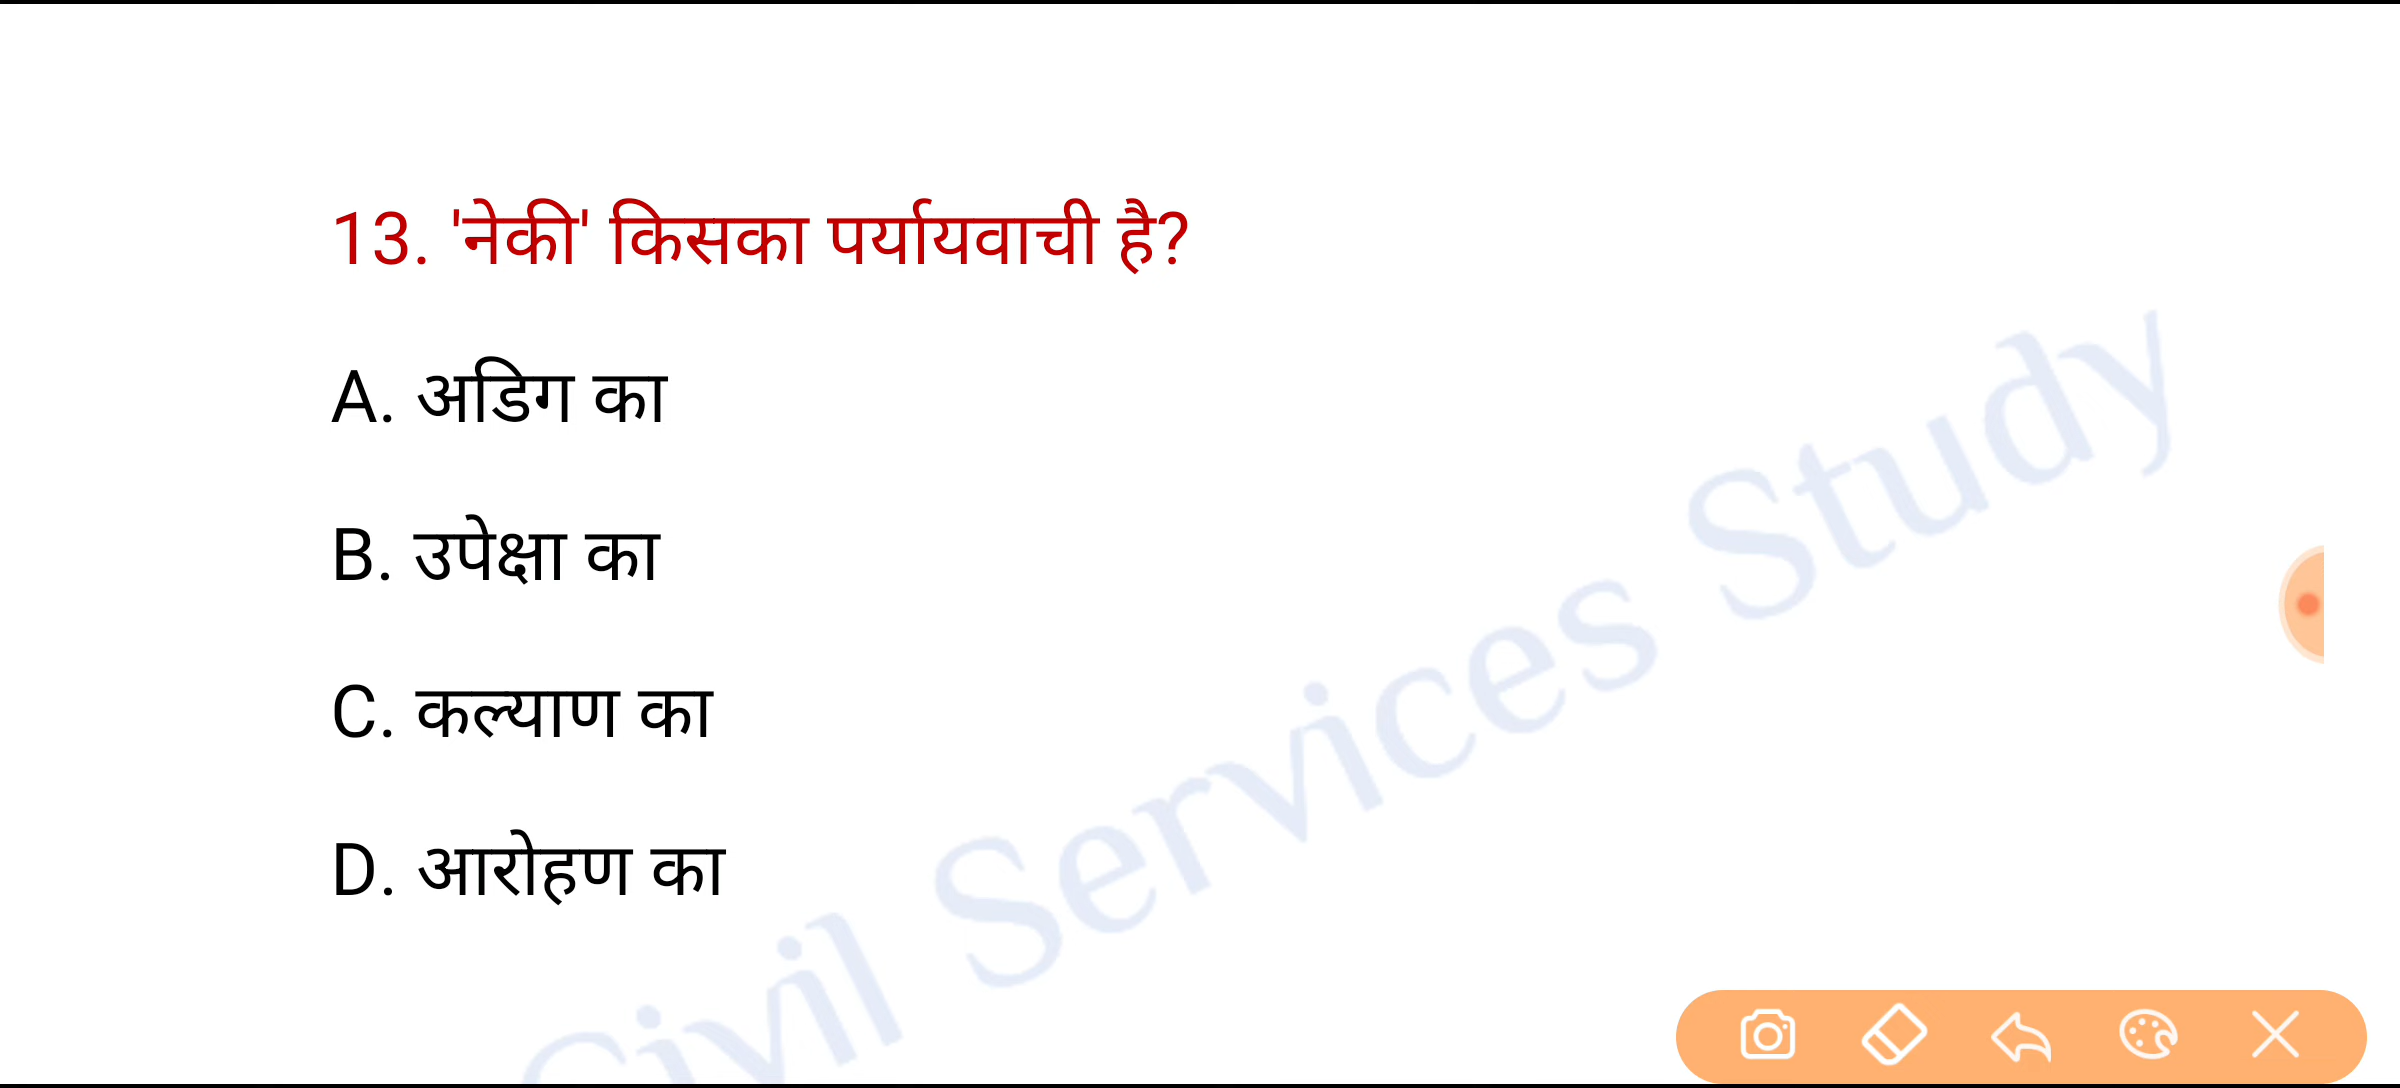 13. 'नेकी' किसका पर्यायवाची है?
A. अडिग का
B. उपेक्षा का
C. कल्याण का
D. आरोहण का
Civil Services Study